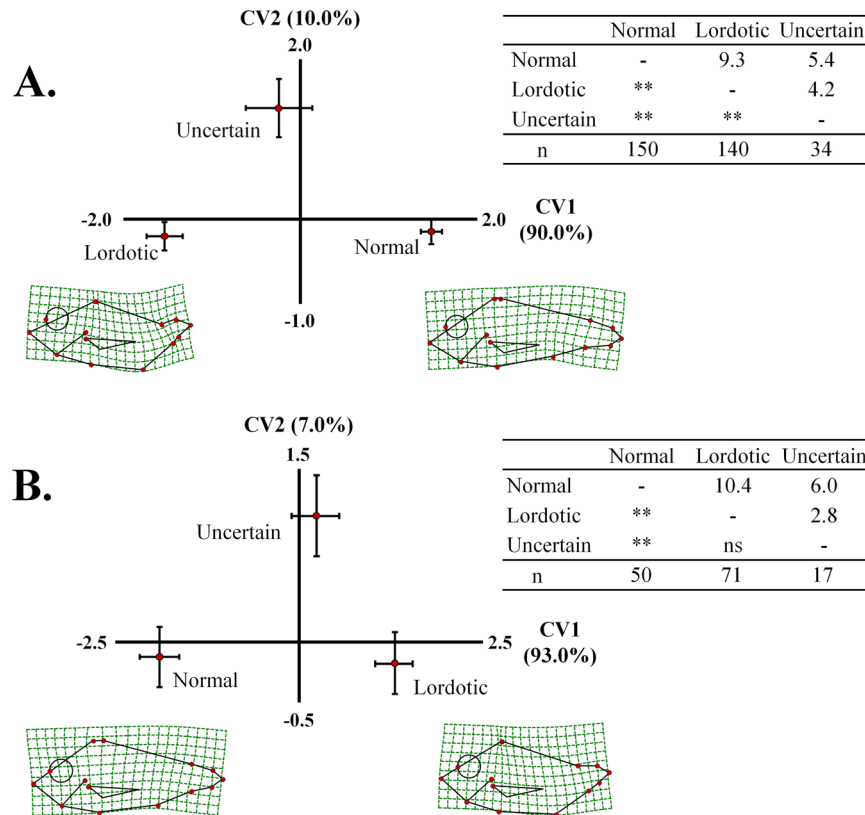 CV2 (10.0%)
2.0
A.
Uncertain
-2.0
2.0
CV1
(90.0%)
Lordotic
Normal
-1.0
Normal Lordotic Uncertain
Normal - 9.3 5.4
Lordotic ** - 4.2
Uncertain ** ** -
n 150 140 34
CV2 (7.0%)
1.5
B.
Uncertain
-2.5
2.5
CV1
(93.0%)
Normal
Lordotic
-0.5
Normal Lordotic Uncertain
Normal - 10.4 6.0
Lordotic ** - 2.8
Uncertain ** ns -
n 50 71 17